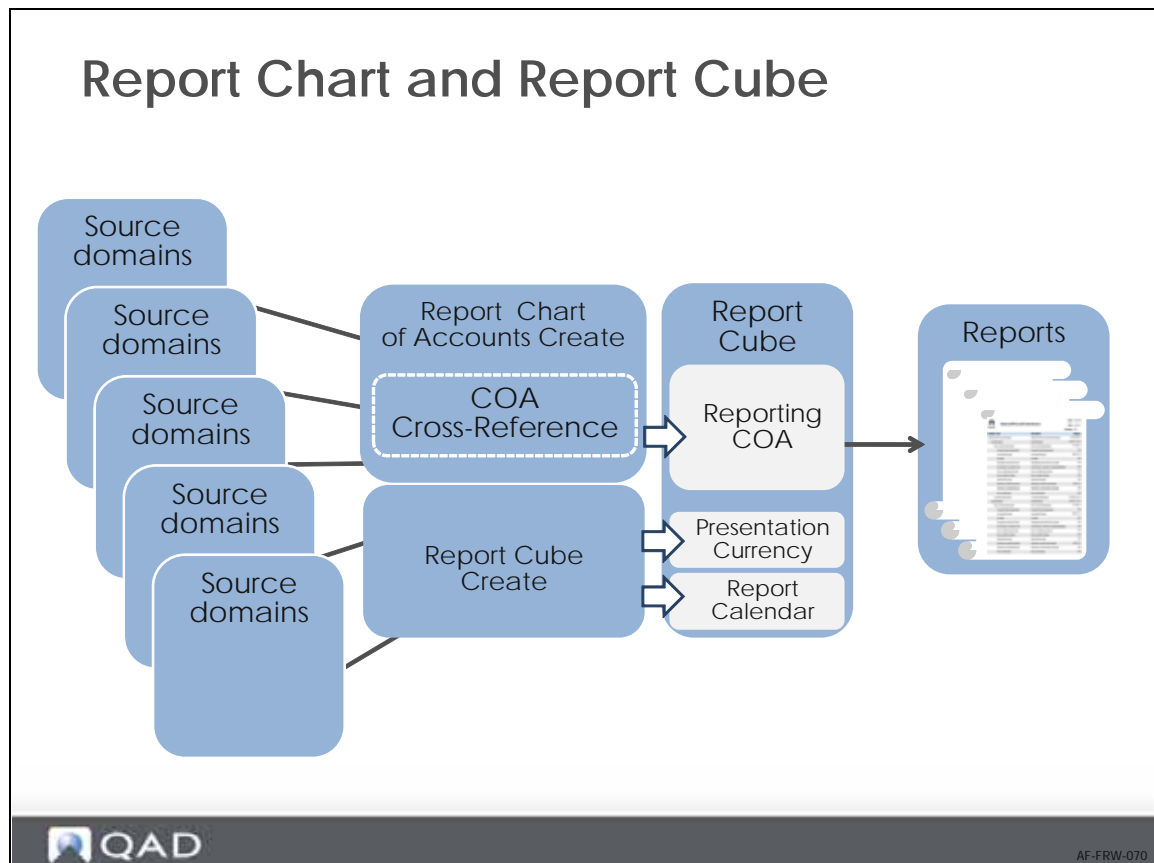 Report Chart and Report Cube
Source
domains
Source
domains
Source
domains
Source
domains
Source
domains
Report Chart
of Accounts Create
COA
Cross-Reference
Report Cube
Create
Report
Cube
Reporting
COA
Presentation
Currency
Report
Calendar
Reports
QAD
AF-FRW-070